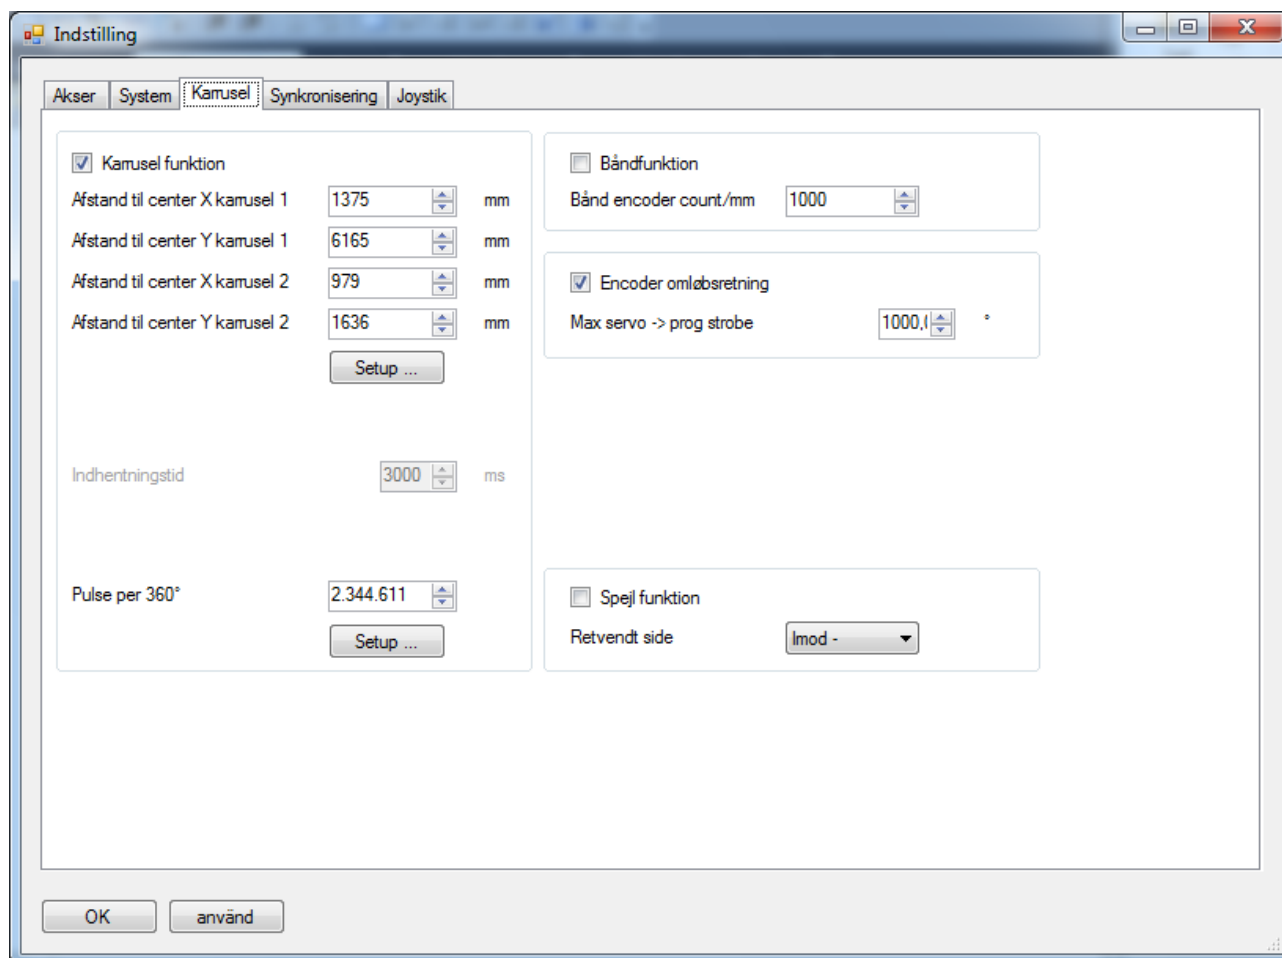 Indstilling
Akser System Karrusel Synkronisering Joystik
Karrusel funktion
Afstand til center X karrusel 1 1375 mm
Afstand til center Y karrusel 1 6165 mm
Afstand til center X karrusel 2 979 mm
Afstand til center Y karrusel 2 1636 mm
Setup ...
Indhentningstid 3000 ms
Pulse per 360° 2.344.611
Setup ...
Båndfunktion
Bånd encoder count/mm 1000
Encoder omløbsretning
Max servo -> prog strobe 1000, °
Spejl funktion
Retvendt side Imod -
OK använd